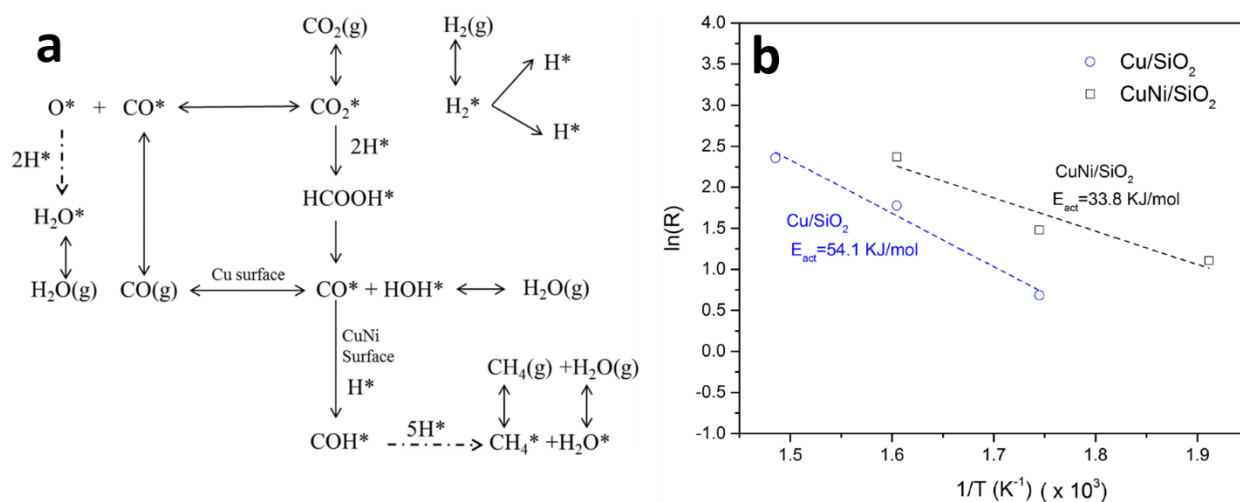 a
CO₂(g) H₂(g)
H*
O* + CO* CO₂* H₂*
H*
2H* 2H*
HCOOH*
H₂O*
Cu surface
H₂O(g) CO(g) CO* + HOH* H₂O(g)
CuNi
Surface
H*
CH₄(g) +H₂O(g)
5H*
COH* CH₄* +H₂O*
b
Cu/SiO₂
CuNi/SiO₂
CuNi/SiO₂
E_act=33.8 KJ/mol
Cu/SiO₂
E_act=54.1 KJ/mol
ln(R)
4.0
3.5
3.0
2.5
2.0
1.5
1.0
0.5
0.0
-0.5
-1.0
1.5 1.6 1.7 1.8 1.9
1/T (K⁻¹) ( x 10³)